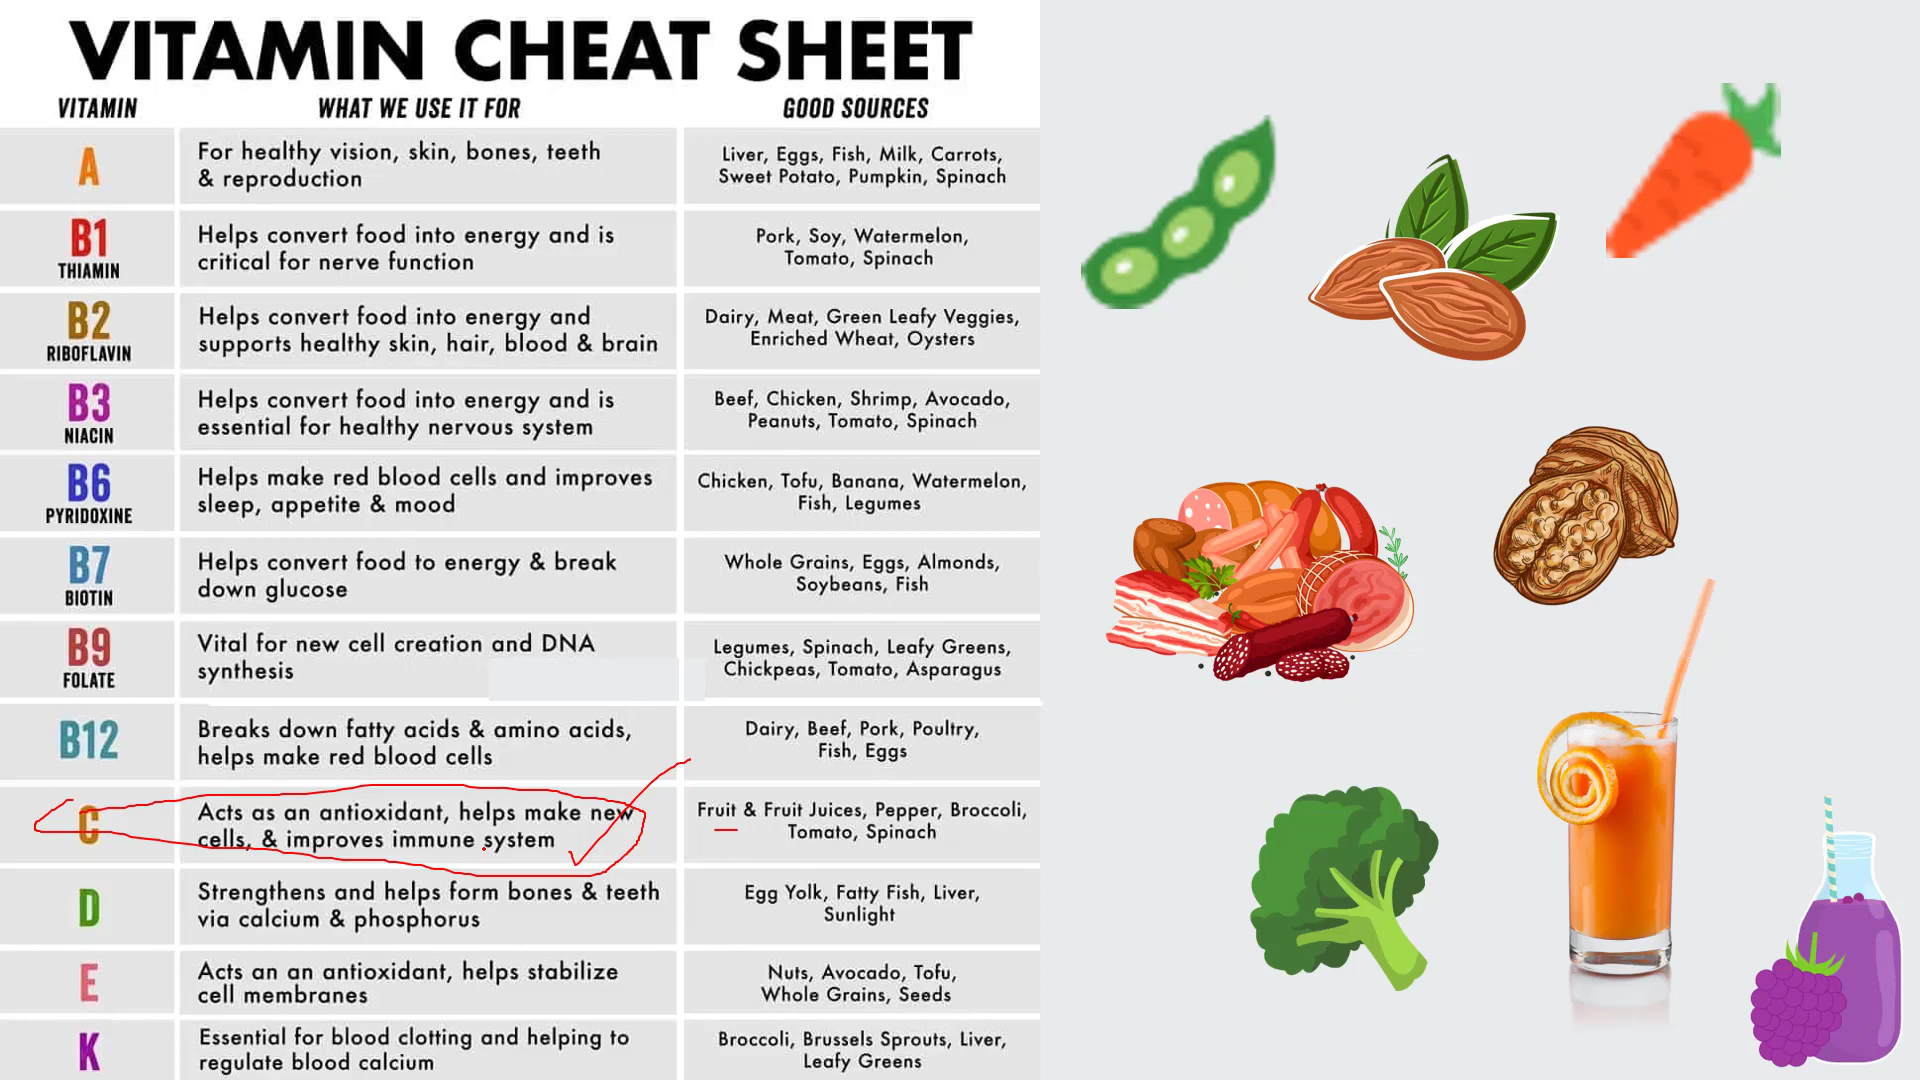 VITAMIN CHEAT SHEET
VITAMIN WHAT WE USE IT FOR GOOD SOURCES
A
For healthy vision, skin, bones, teeth
& reproduction
Liver, Eggs, Fish, Milk, Carrots,
Sweet Potato, Pumpkin, Spinach
B1
THIAMIN
Helps convert food into energy and is
critical for nerve function
Pork, Soy, Watermelon,
Tomato, Spinach
B2
RIBOFLAVIN
Helps convert food into energy and
supports healthy skin, hair, blood & brain
Dairy, Meat, Green Leafy Veggies,
Enriched Wheat, Oysters
B3
NIACIN
Helps convert food into energy and is
essential for healthy nervous system
Beef, Chicken, Shrimp, Avocado,
Peanuts, Tomato, Spinach
B6
PYRIDOXINE
Helps make red blood cells and improves
sleep, appetite & mood
Chicken, Tofu, Banana, Watermelon,
Fish, Legumes
B7
BIOTIN
Helps convert food to energy & break
down glucose
Whole Grains, Eggs, Almonds,
Soybeans, Fish
B9
FOLATE
Vital for new cell creation and DNA
synthesis
Legumes, Spinach, Leafy Greens,
Chickpeas, Tomato, Asparagus
B12
Breaks down fatty acids & amino acids,
helps make red blood cells
Dairy, Beef, Pork, Poultry,
Fish, Eggs
C
Acts as an antioxidant, helps make new
cells, & improves immune system
Fruit & Fruit Juices, Pepper, Broccoli,
Tomato, Spinach
D
Strengthens and helps form bones & teeth
via calcium & phosphorus
Egg Yolk, Fatty Fish, Liver,
Sunlight
E
Acts an an antioxidant, helps stabilize
cell membranes
Nuts, Avocado, Tofu,
Whole Grains, Seeds
K
Essential for blood clotting and helping to
regulate blood calcium
Broccoli, Brussels Sprouts, Liver,
Leafy Greens